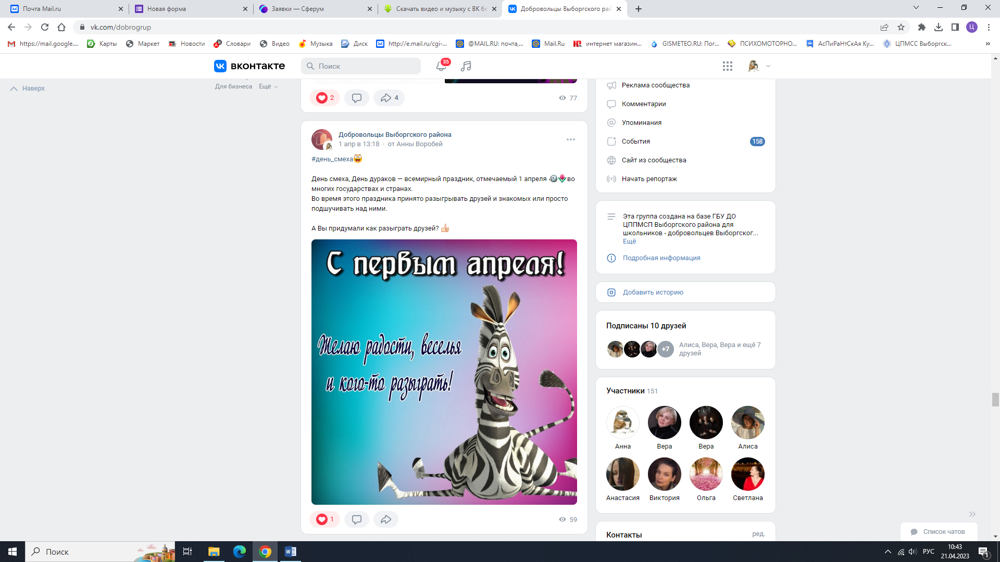 Почта Mail.ru
Новая форма
Заявки — Сферум
Скачать видео и музыку с ВК бе
Добровольцы Выборгского рай
vk.com/dobrogrup
Ц
https://mail.google....
Карты
Маркет
Новости
Словари
Видео
Музыка
Диск
http://e.mail.ru/cgi-...
@MAIL.RU: почта,...
Mail.Ru
интернет магазин...
GISMETEO.RU: Пог...
ПСИХОМОТОРНО...
АсПиРаНтСкАя Ку...
ЦПМСС Выборгск...
вконтакте
Поиск
35
Наверх
Для бизнеса Ещё
2
4
77
Добровольцы Выборгского района
1 апр в 13:18 · от Анны Воробей
#день_смеха
День смеха, День дураков — всемирный праздник, отмечаемый 1 апреля во
многих государствах и странах.
Во время этого праздника принято разыгрывать друзей и знакомых или просто
подшучивать над ними.
А Вы придумали как разыграть друзей?
С первым апреля!
Желаю радости, веселья
и кого-то разыграть!
1
59
Реклама сообщества
Комментарии
Упоминания
События
158
Сайт из сообщества
Начать репортаж
Эта группа создана на базе ГБУ ДО
ЦППМСП Выборгского района для
школьников - добровольцев Выборгског...
Ещё
Подробная информация
Добавить историю
Подписаны 10 друзей
+7
Алиса, Вера, Вера и ещё 7
друзей
Участники 151
Анна
Вера
Вера
Алиса
Анастасия
Виктория
Ольга
Светлана
Контакты
ред.
Список чатов
Поиск
РУС
10:43
21.04.2023
1